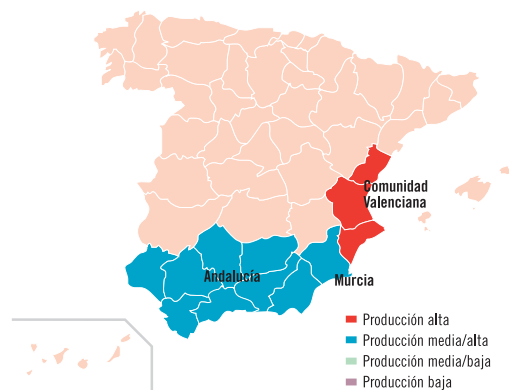 Comunidad
Valenciana
Andalucía
Murcia
Producción alta
Producción media/alta
Producción media/baja
Producción baja